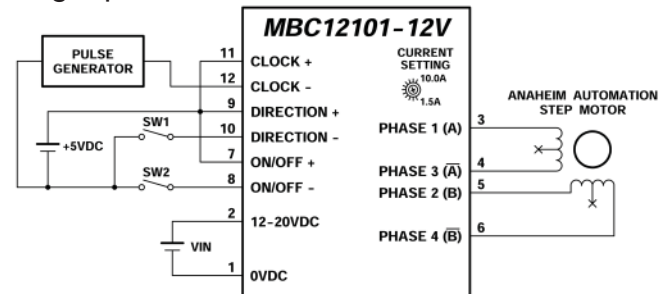 MBC12101-12V
PULSE
GENERATOR
11
CLOCK +
12
CLOCK -
9
DIRECTION +
SW1
10
DIRECTION -
+5VDC
7
ON/OFF +
SW2
8
ON/OFF -
2
12-20VDC
VIN
1
0VDC
CURRENT
SETTING
10.0A
1.5A
ANAHEIM AUTOMATION
STEP MOTOR
3
PHASE 1 (A)
4
PHASE 3 (A̅)
5
PHASE 2 (B)
6
PHASE 4 (B̅)